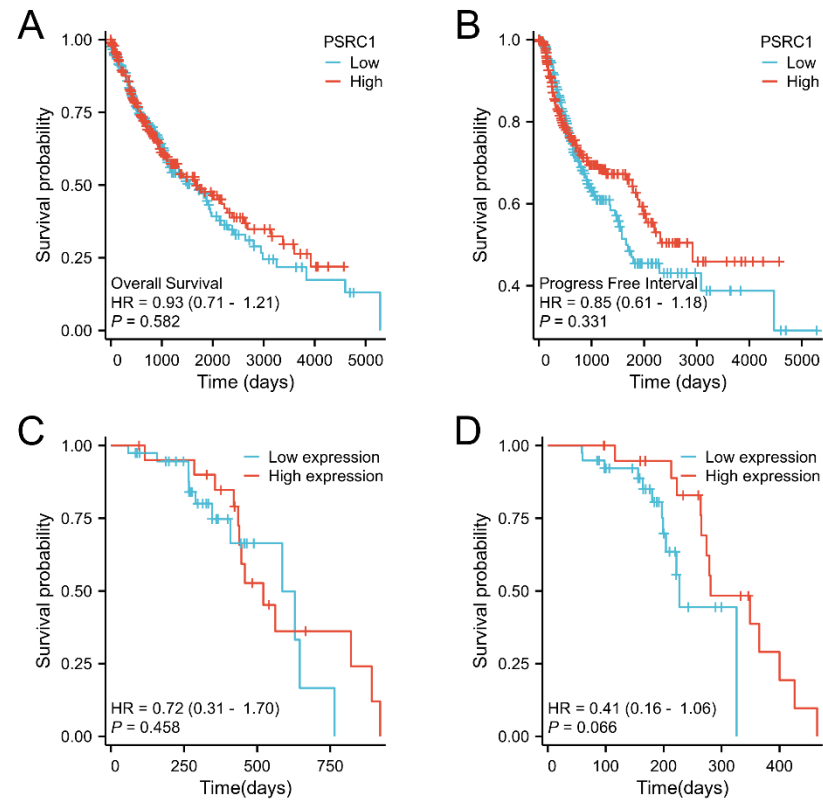 A
1.00
0.75
0.50
0.25
0.00
Survival probability
PSRC1
Low
High
Overall Survival
HR = 0.93 (0.71 - 1.21)
P = 0.582
0 1000 2000 3000 4000 5000
Time (days)
B
1.0
0.8
0.6
0.4
Survival probability
PSRC1
Low
High
Progress Free Interval
HR = 0.85 (0.61 - 1.18)
P = 0.331
0 1000 2000 3000 4000 5000
Time (days)
C
1.00
0.75
0.50
0.25
0.00
Survival probability
Low expression
High expression
HR = 0.72 (0.31 - 1.70)
P = 0.458
0 250 500 750
Time(days)
D
1.00
0.75
0.50
0.25
0.00
Survival probability
Low expression
High expression
HR = 0.41 (0.16 - 1.06)
P = 0.066
0 100 200 300 400
Time(days)